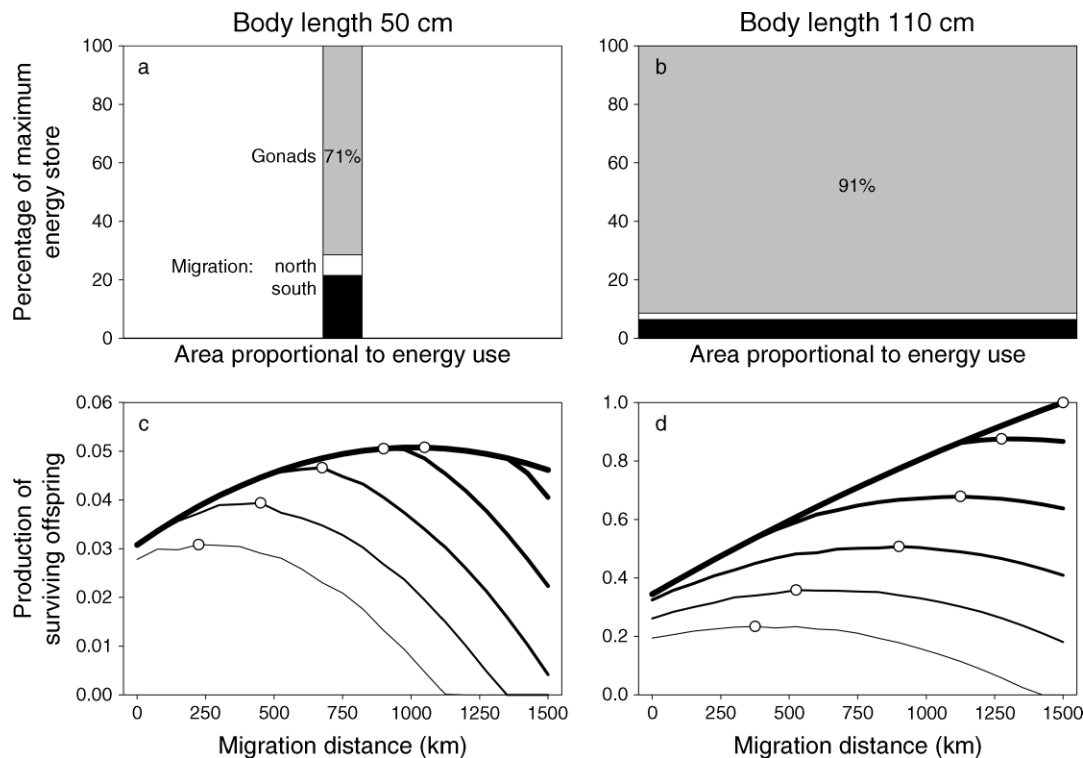 Body length 50 cm
Body length 110 cm
Percentage of maximum
energy store
100
80
60
40
20
0
a
Gonads 71%
Migration: north
south
Area proportional to energy use
100
80
60
40
20
0
b
91%
Area proportional to energy use
Production of
surviving offspring
0.06
0.05
0.04
0.03
0.02
0.01
0.00
c
0 250 500 750 1000 1250 1500
Migration distance (km)
1.0
0.8
0.6
0.4
0.2
0.0
d
0 250 500 750 1000 1250 1500
Migration distance (km)